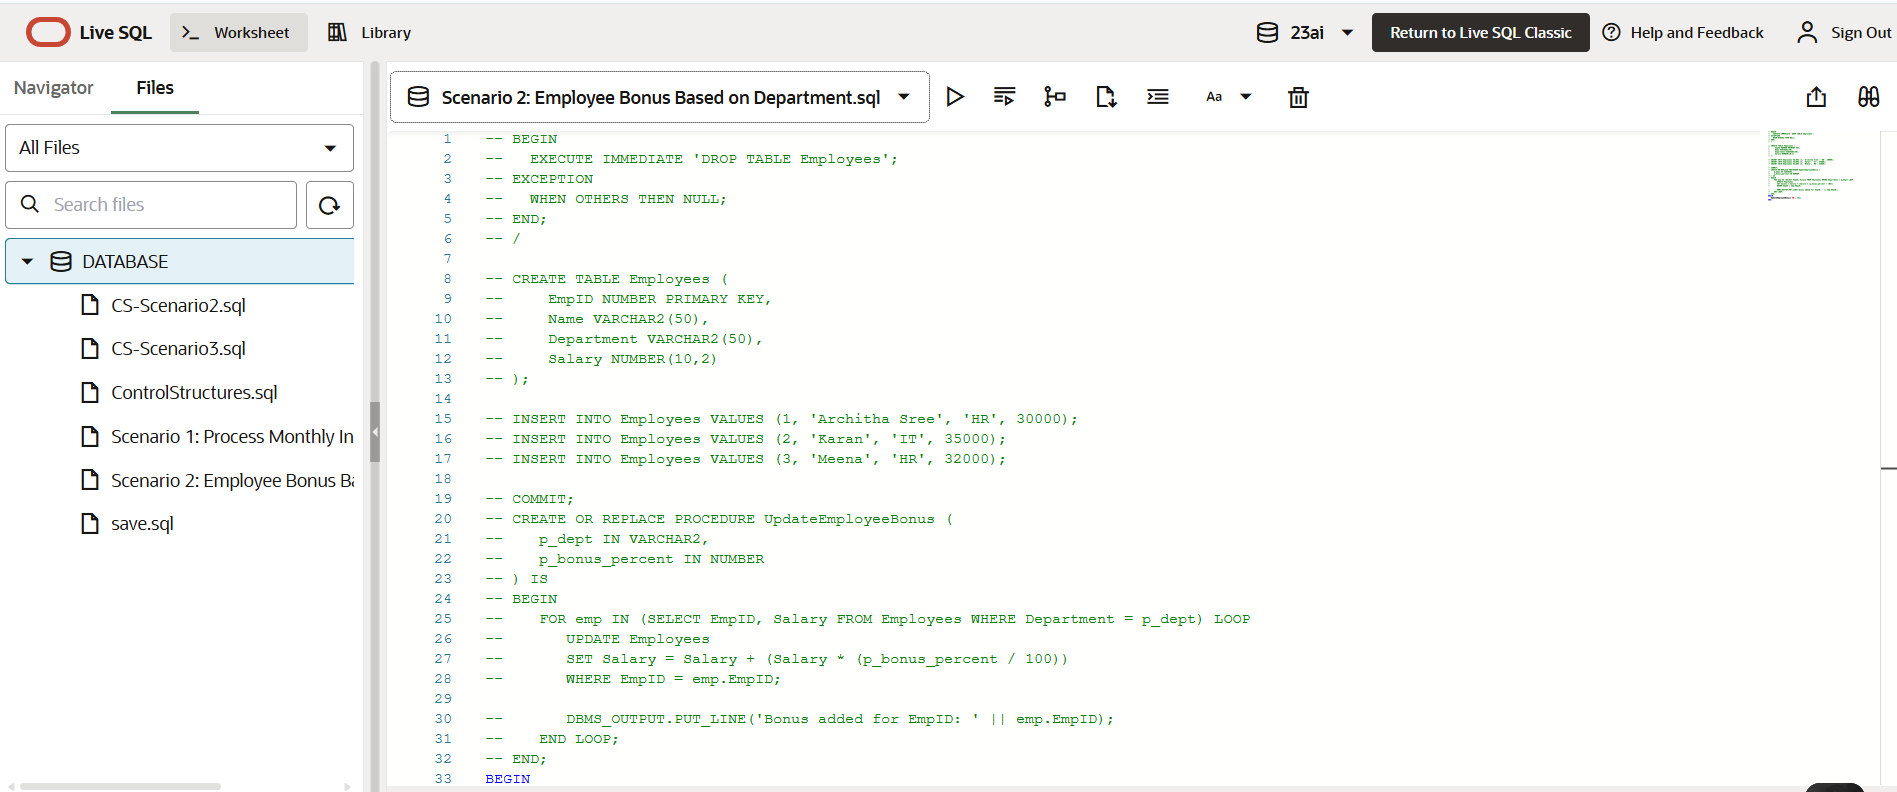 Live SQL
Worksheet
Library
23ai
Return to Live SQL Classic
Help and Feedback
Sign Out
Navigator
Files
All Files
Search files
DATABASE
CS-Scenario2.sql
CS-Scenario3.sql
ControlStructures.sql
Scenario 1: Process Monthly In
Scenario 2: Employee Bonus Ba
save.sql
Scenario 2: Employee Bonus Based on Department.sql
Aa
1 -- BEGIN
2 --   EXECUTE IMMEDIATE 'DROP TABLE Employees';
3 -- EXCEPTION
4 --   WHEN OTHERS THEN NULL;
5 -- END;
6 -- /
7
8 -- CREATE TABLE Employees (
9 --     EmpID NUMBER PRIMARY KEY,
10 --     Name VARCHAR2(50),
11 --     Department VARCHAR2(50),
12 --     Salary NUMBER(10,2)
13 -- );
14
15 -- INSERT INTO Employees VALUES (1, 'Architha Sree', 'HR', 30000);
16 -- INSERT INTO Employees VALUES (2, 'Karan', 'IT', 35000);
17 -- INSERT INTO Employees VALUES (3, 'Meena', 'HR', 32000);
18
19 -- COMMIT;
20 -- CREATE OR REPLACE PROCEDURE UpdateEmployeeBonus (
21 --    p_dept IN VARCHAR2,
22 --    p_bonus_percent IN NUMBER
23 -- ) IS
24 -- BEGIN
25 --    FOR emp IN (SELECT EmpID, Salary FROM Employees WHERE Department = p_dept) LOOP
26 --       UPDATE Employees
27 --       SET Salary = Salary + (Salary * (p_bonus_percent / 100))
28 --       WHERE EmpID = emp.EmpID;
29
30 --       DBMS_OUTPUT.PUT_LINE('Bonus added for EmpID: ' || emp.EmpID);
31 --    END LOOP;
32 -- END;
33 BEGIN